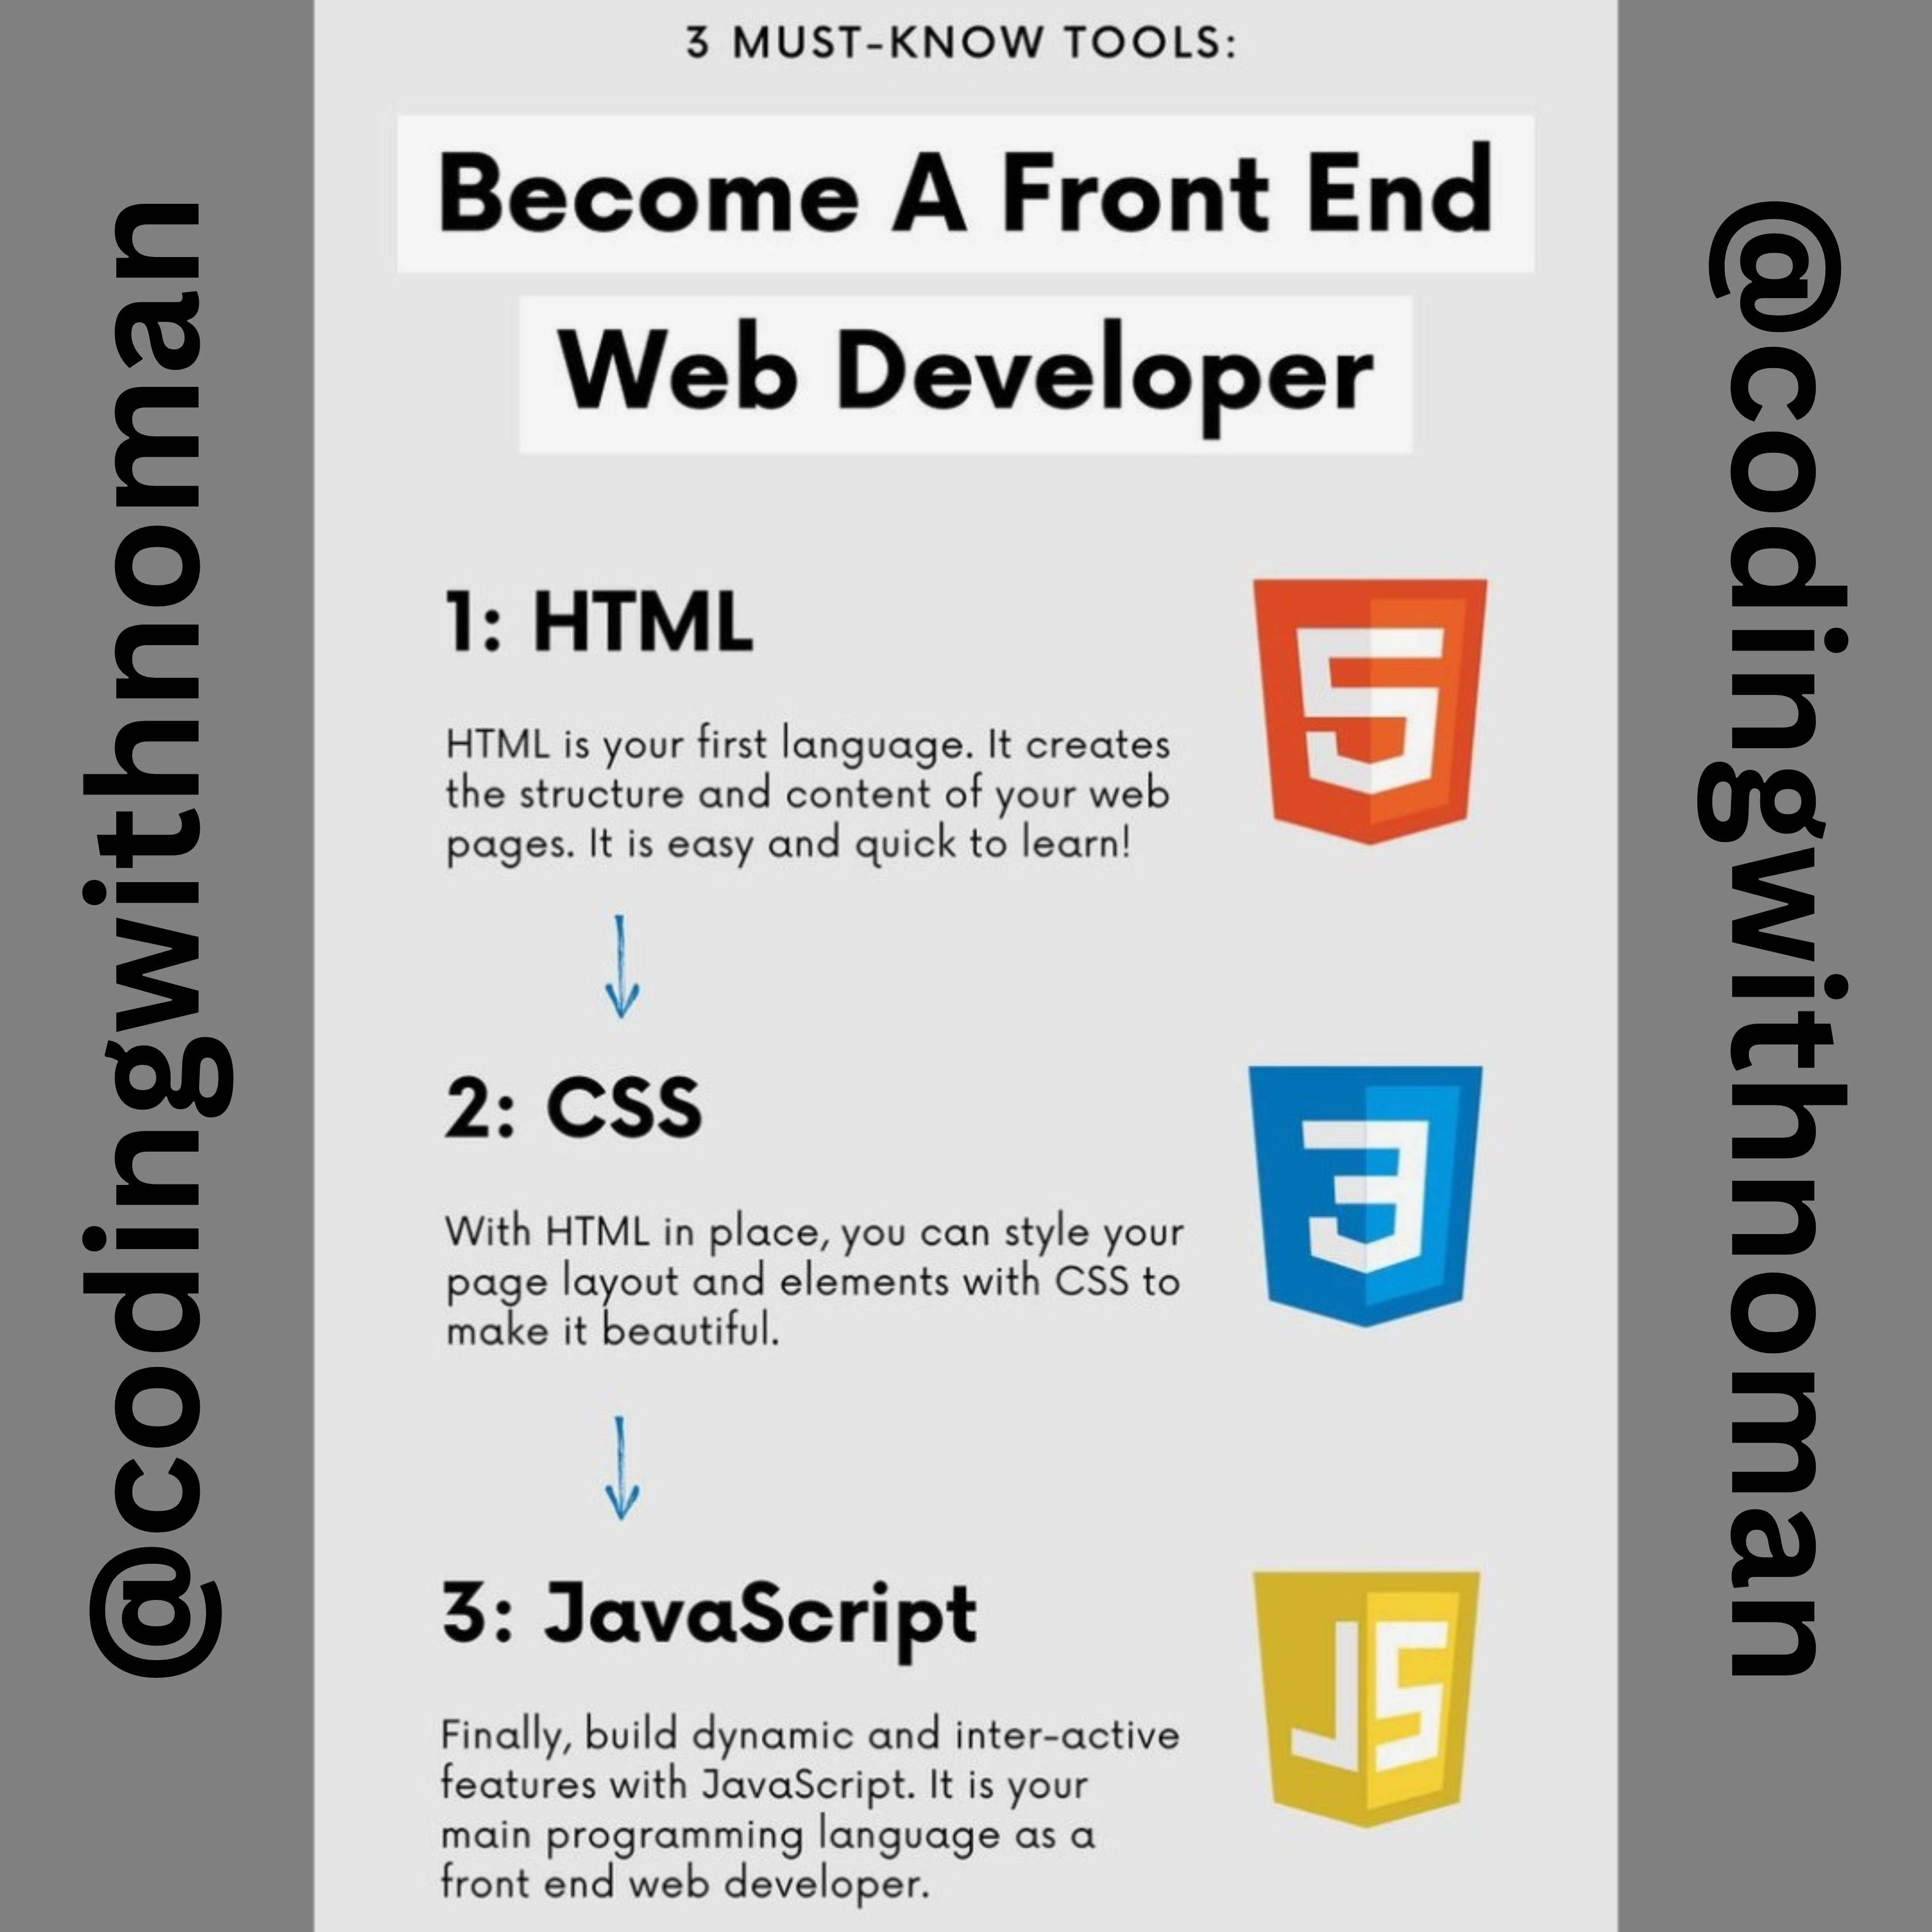 3 MUST-KNOW TOOLS:
Become A Front End
Web Developer
1: HTML
HTML is your first language. It creates
the structure and content of your web
pages. It is easy and quick to learn!
5
2: CSS
With HTML in place, you can style your
page layout and elements with CSS to
make it beautiful.
3
3: JavaScript
Finally, build dynamic and inter-active
features with JavaScript. It is your
main programming language as a
front end web developer.
JS
@codingwithnoman
@codingwithnoman